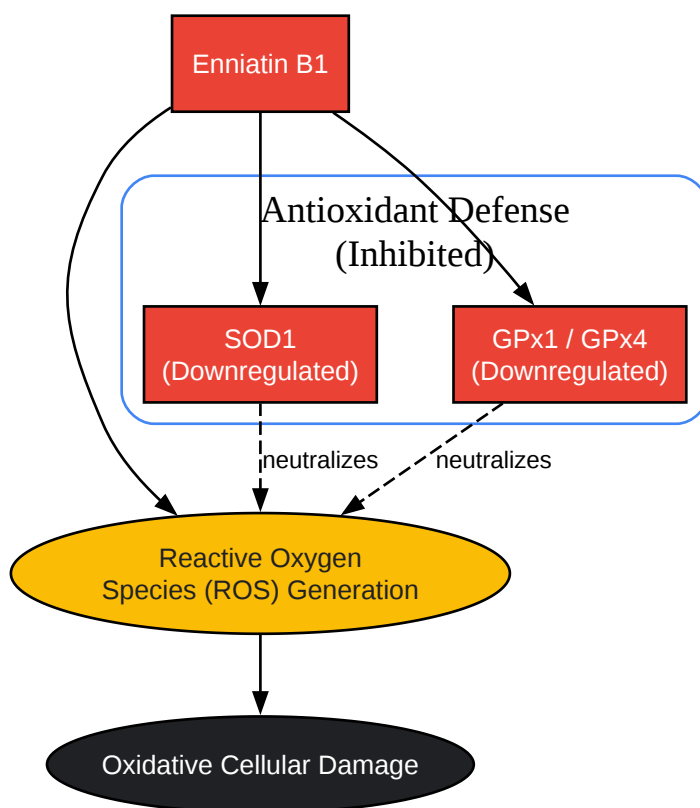 Enniatin B1
Antioxidant Defense
(Inhibited)
SOD1
(Downregulated)
GPx1 / GPx4
(Downregulated)
neutralizes
neutralizes
Reactive Oxygen
Species (ROS) Generation
Oxidative Cellular Damage